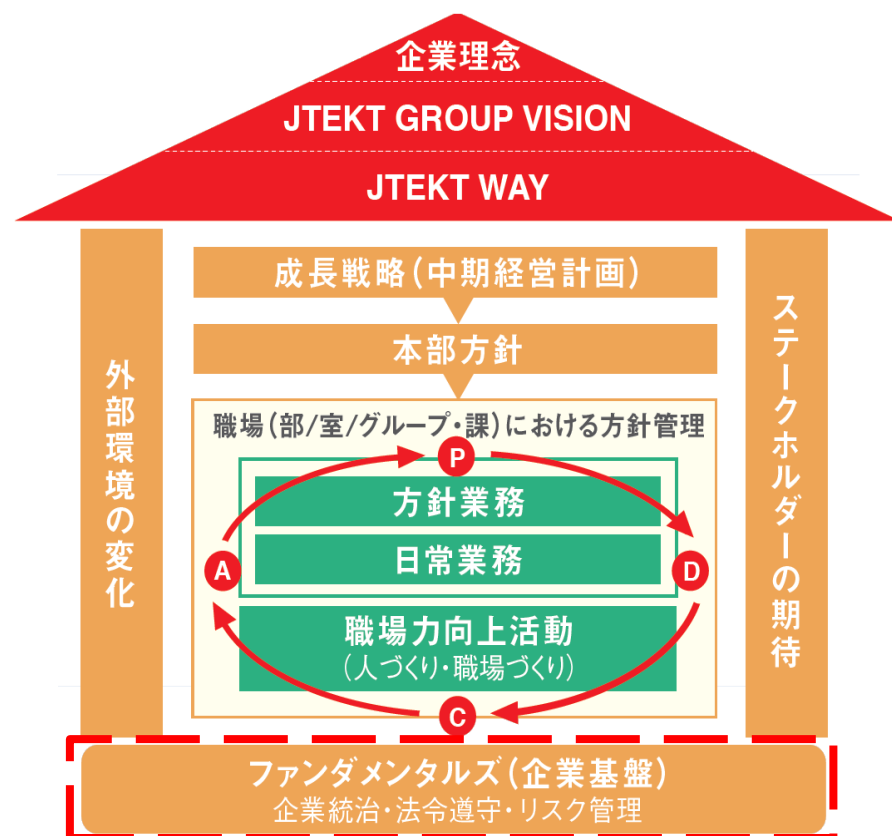 企業理念
JTEKT GROUP VISION
JTEKT WAY
外部環境の変化
成長戦略(中期経営計画)
本部方針
職場(部/室/グループ・課)における方針管理
P
方針業務
日常業務
A
D
職場力向上活動
(人づくり・職場づくり)
C
ステークホルダーの期待
ファンダメンタルズ(企業基盤)
企業統治・法令遵守・リスク管理